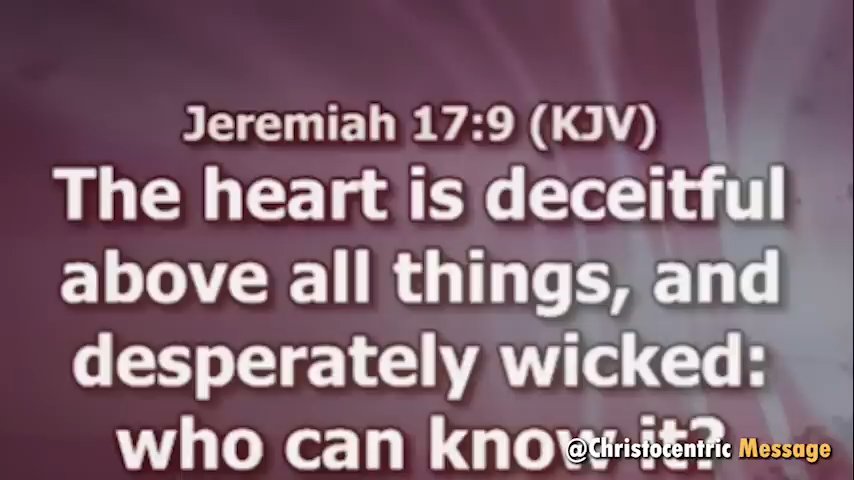 Jeremiah 17:9 (KJV)
The heart is deceitful
above all things, and
desperately wicked:
who can know it?
@Christocentric Message